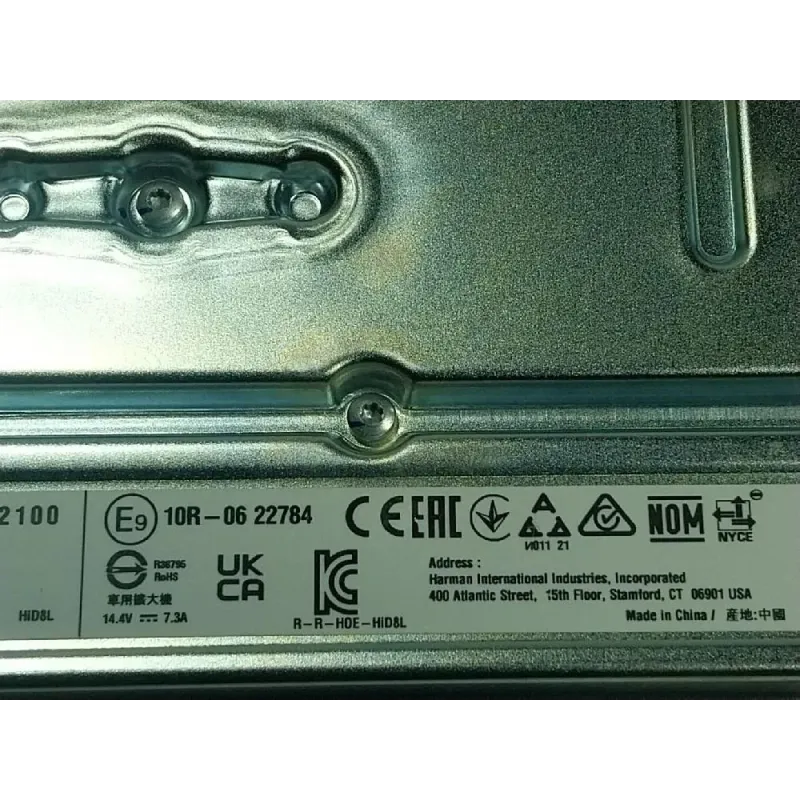 2100
HiD8L
E9 10R-06 22784
CE EAC
И011 21
NOM
NYCE
R38795
RoHS
車用擴大機
14.4V ⎓ 7.3A
UK
CA
R-R-HOE-HiD8L
Address :
Harman International Industries, Incorporated
400 Atlantic Street, 15th Floor, Stamford, CT 06901 USA
Made in China / 産地:中國